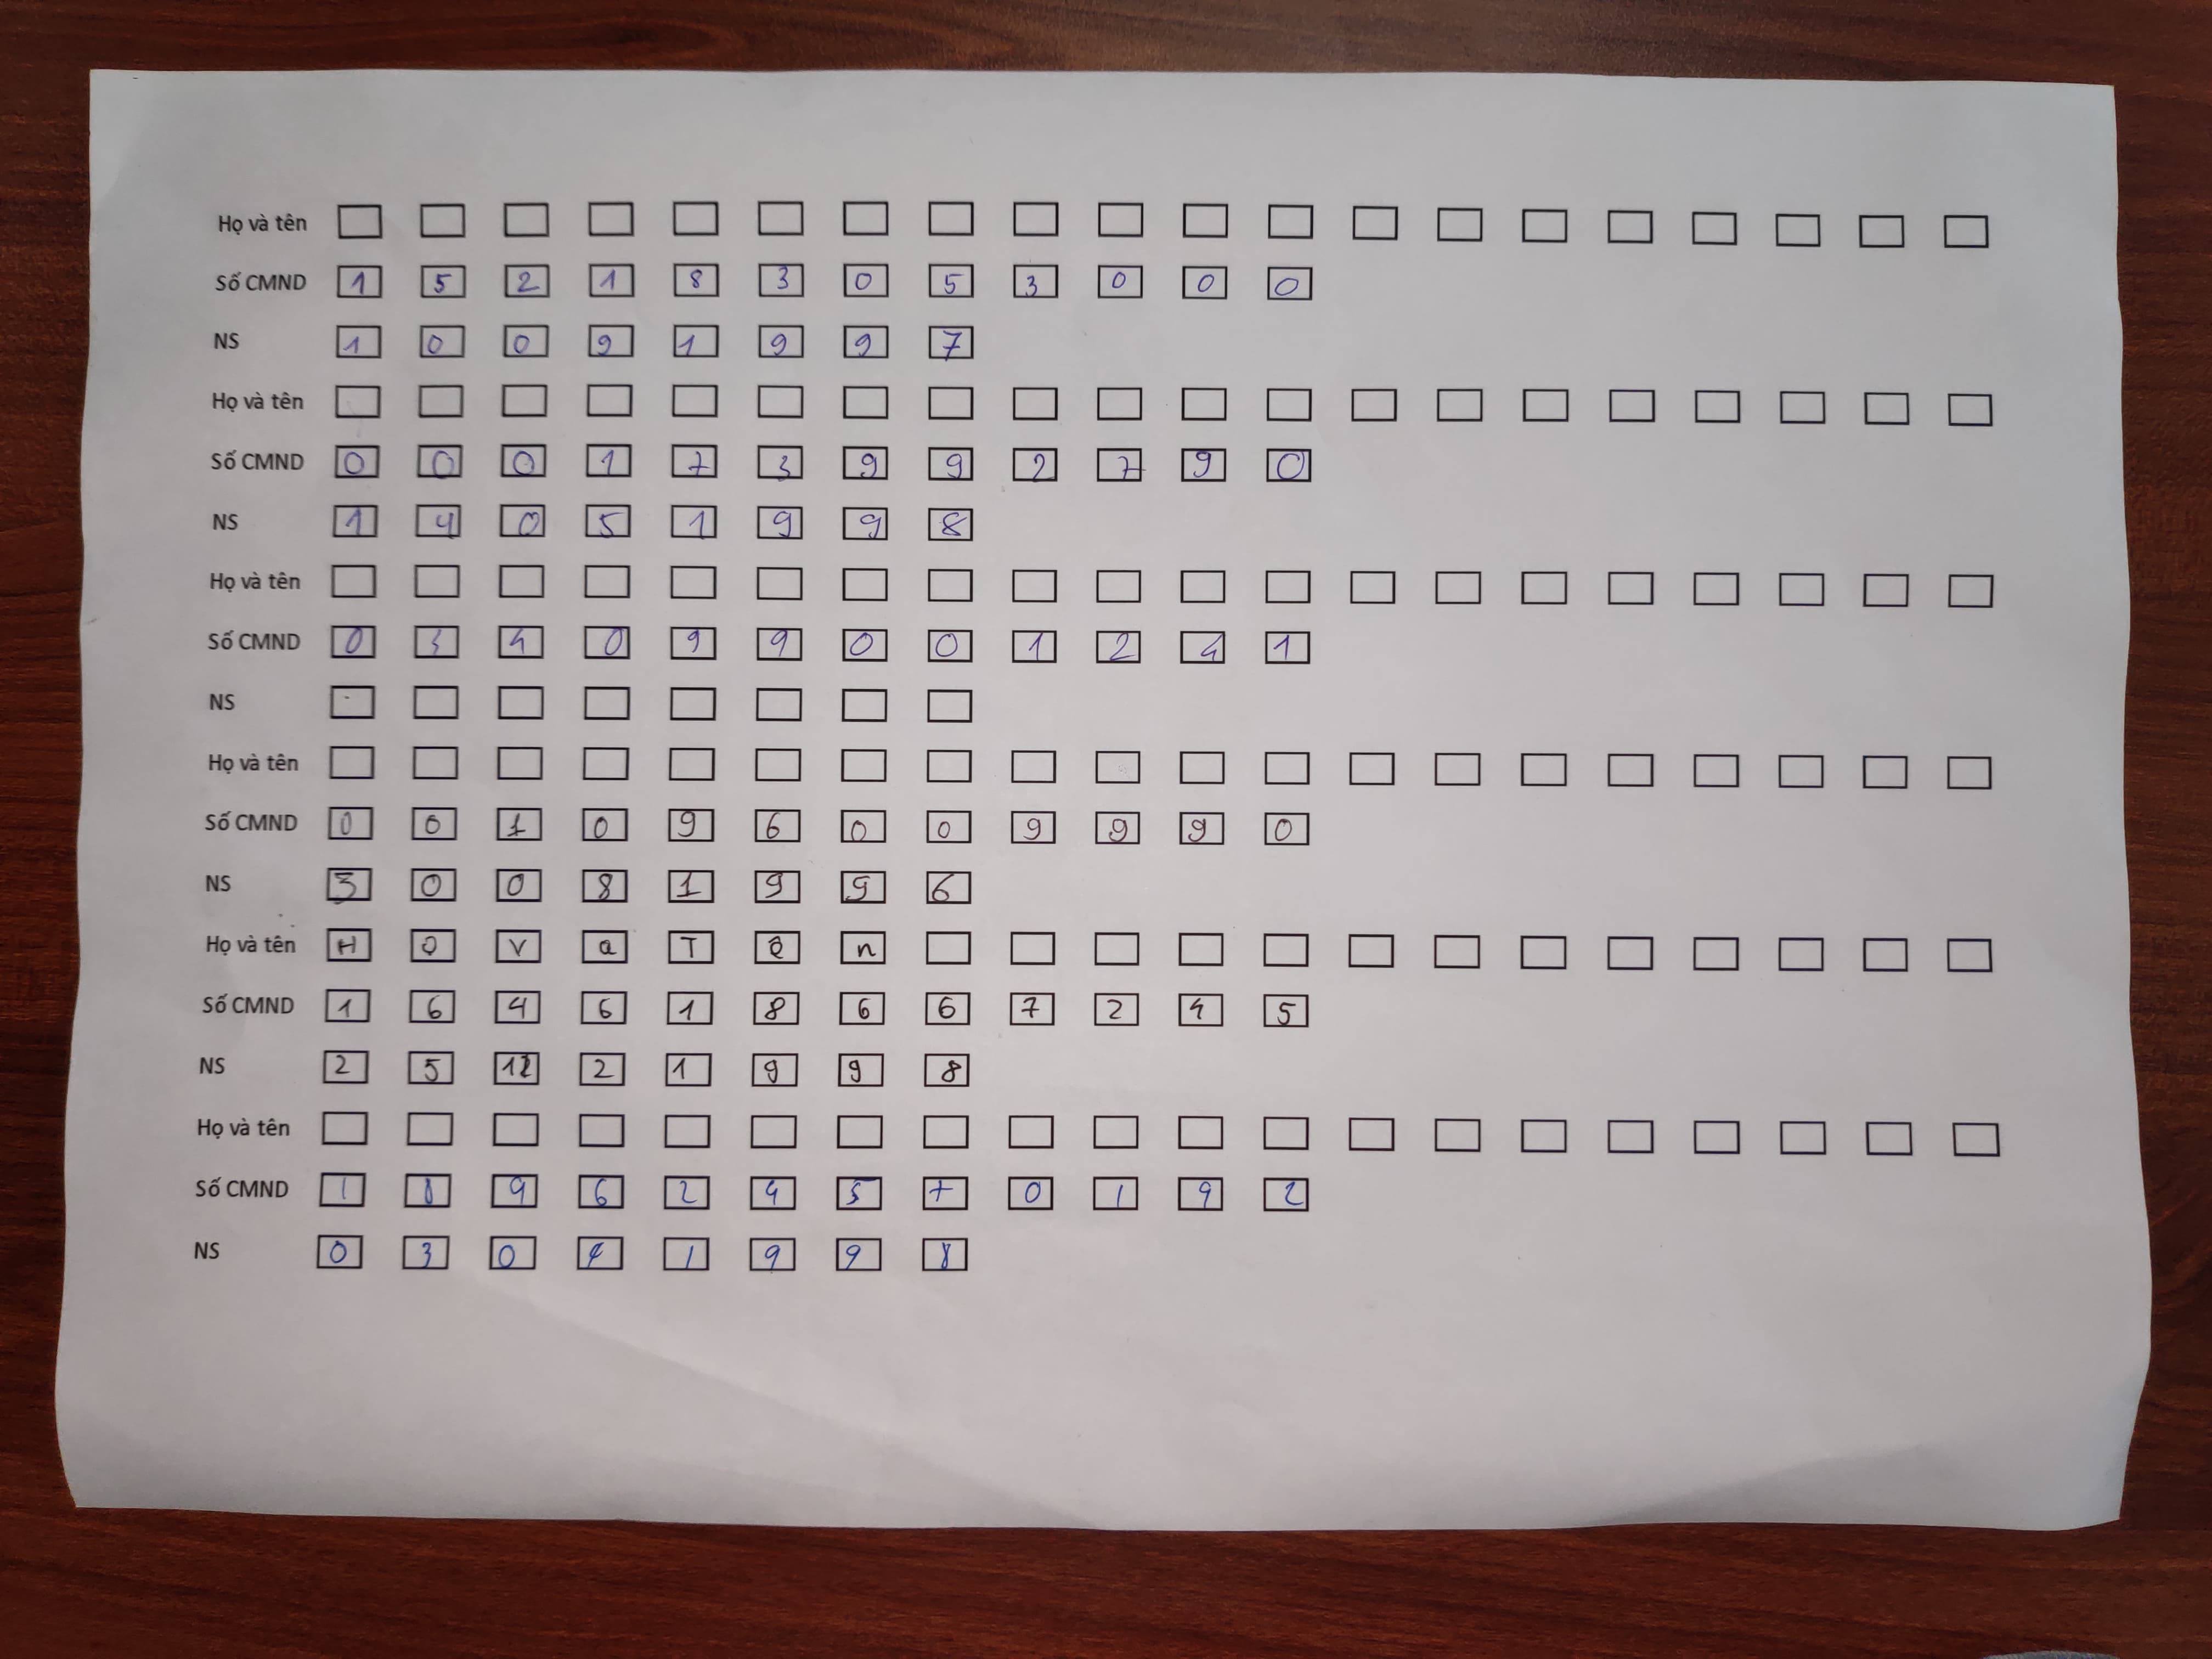 Họ và tên
Số CMND 1 5 2 1 8 3 0 5 3 0 0 0
NS 1 0 0 9 1 9 9 7
Họ và tên
Số CMND 0 0 0 1 7 3 9 9 2 7 9 0
NS 1 4 0 5 1 9 9 8
Họ và tên
Số CMND 0 3 4 0 9 9 0 0 1 2 4 1
NS
Họ và tên
Số CMND 0 0 1 0 9 6 0 0 9 9 9 0
NS 3 0 0 8 1 9 9 6
Họ và tên H Ọ V a T ê n
Số CMND 1 6 4 6 1 8 6 6 7 2 4 5
NS 2 5 12 2 1 9 9 8
Họ và tên
Số CMND 1 8 9 6 2 4 5 7 0 1 9 2
NS 0 3 0 4 1 9 9 8